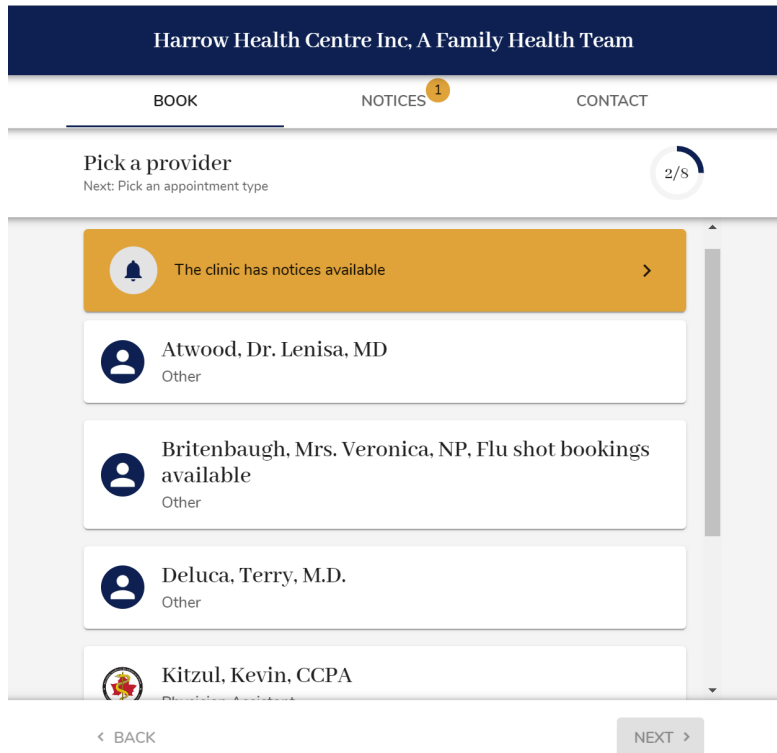 Harrow Health Centre Inc, A Family Health Team
BOOK
NOTICES
1
CONTACT
Pick a provider
Next: Pick an appointment type
2/8
The clinic has notices available
Atwood, Dr. Lenisa, MD
Other
Britenbaugh, Mrs. Veronica, NP, Flu shot bookings
available
Other
Deluca, Terry, M.D.
Other
Kitzul, Kevin, CCPA
Physician Assistant
BACK
NEXT